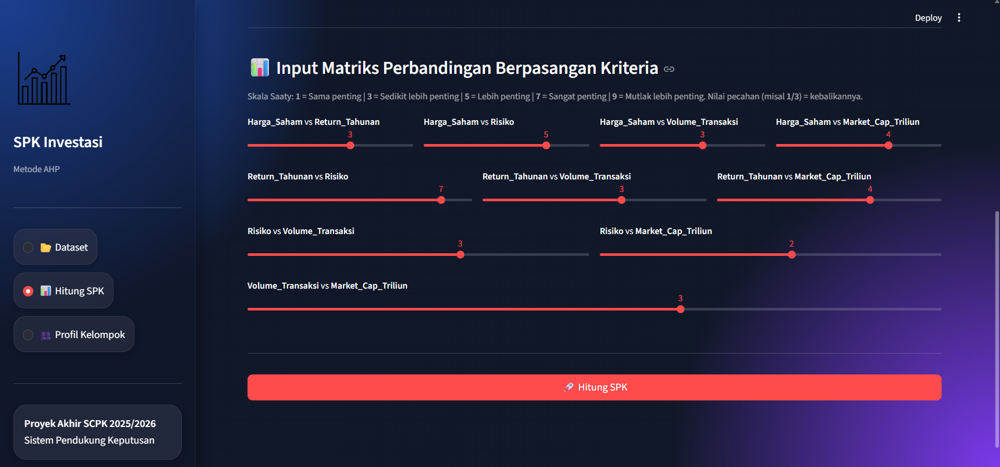 Deploy
SPK Investasi
Metode AHP
Dataset
Hitung SPK
Profil Kelompok
Proyek Akhir SCPK 2025/2026
Sistem Pendukung Keputusan
Input Matriks Perbandingan Berpasangan Kriteria
Skala Saaty: 1 = Sama penting | 3 = Sedikit lebih penting | 5 = Lebih penting | 7 = Sangat penting | 9 = Mutlak lebih penting. Nilai pecahan (misal 1/3) = kebalikannya.
Harga_Saham vs Return_Tahunan
3
Harga_Saham vs Risiko
5
Harga_Saham vs Volume_Transaksi
3
Harga_Saham vs Market_Cap_Triliun
4
Return_Tahunan vs Risiko
7
Return_Tahunan vs Volume_Transaksi
3
Return_Tahunan vs Market_Cap_Triliun
4
Risiko vs Volume_Transaksi
3
Risiko vs Market_Cap_Triliun
2
Volume_Transaksi vs Market_Cap_Triliun
3
Hitung SPK